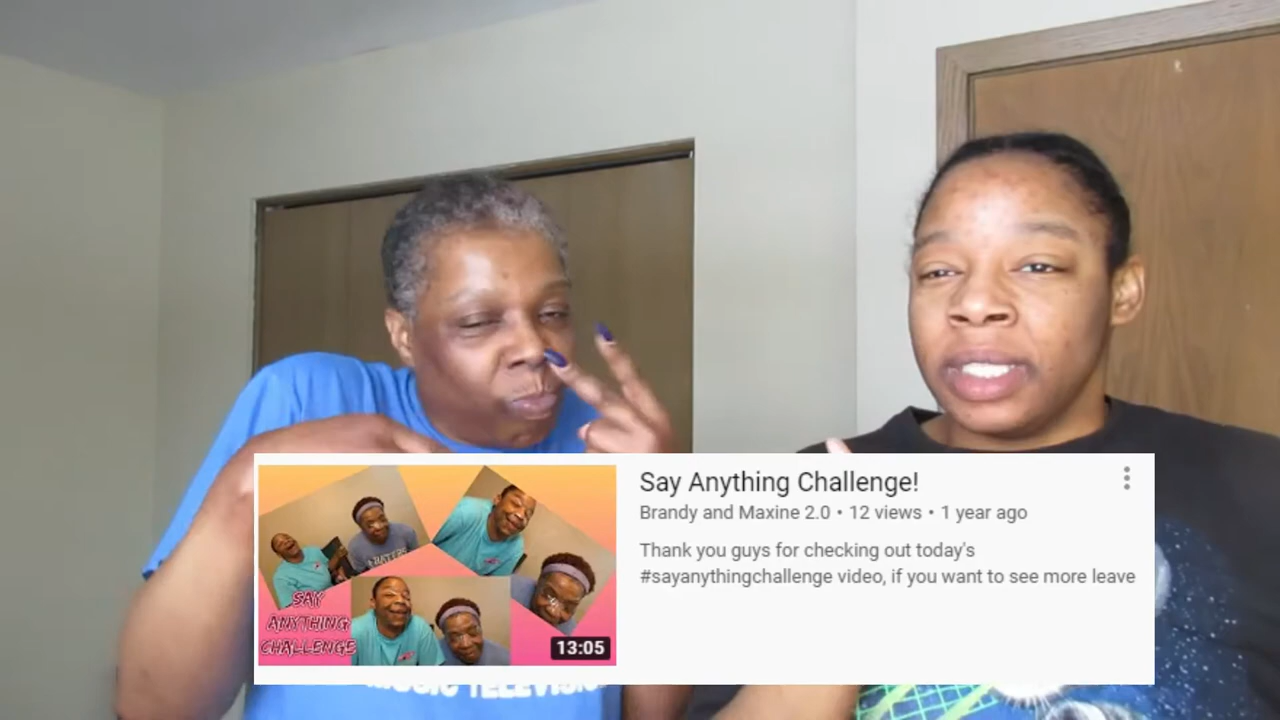 Say Anything Challenge!
Brandy and Maxine 2.0 • 12 views • 1 year ago
Thank you guys for checking out today's
#sayanythingchallenge video, if you want to see more leave
HATERS
SAY
ANYTHING
CHALLENGE
13:05
MUSIC TELEVISION